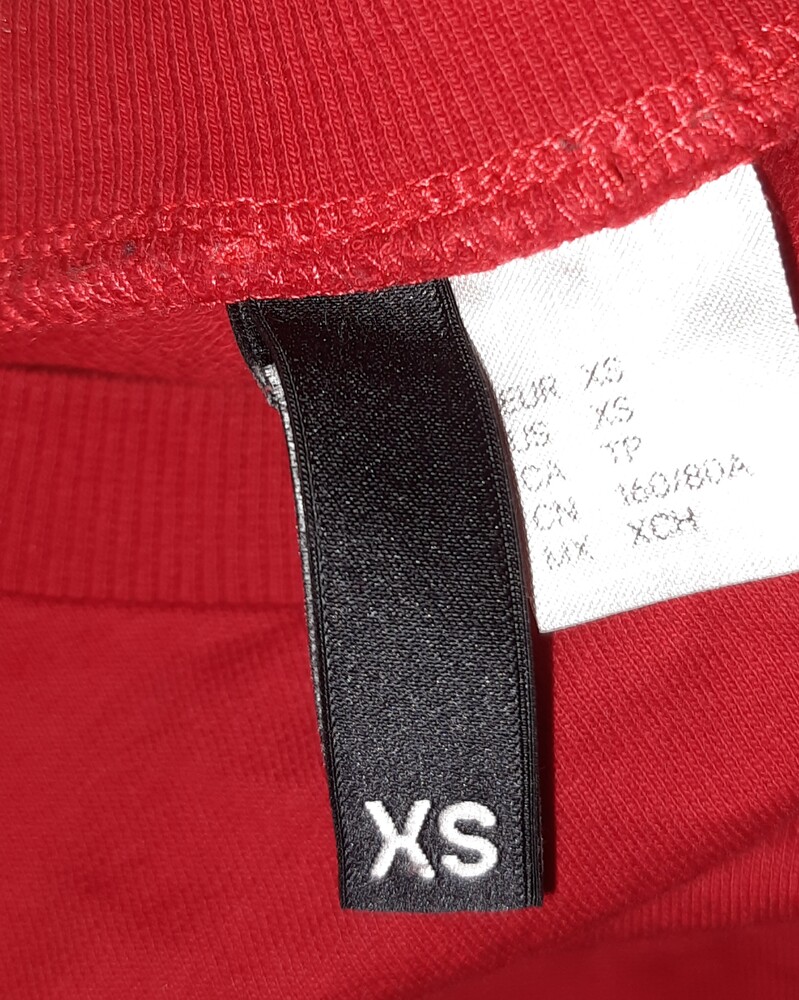 EUR XS
US XS
CA TP
CN 160/80A
MX XCH
XS